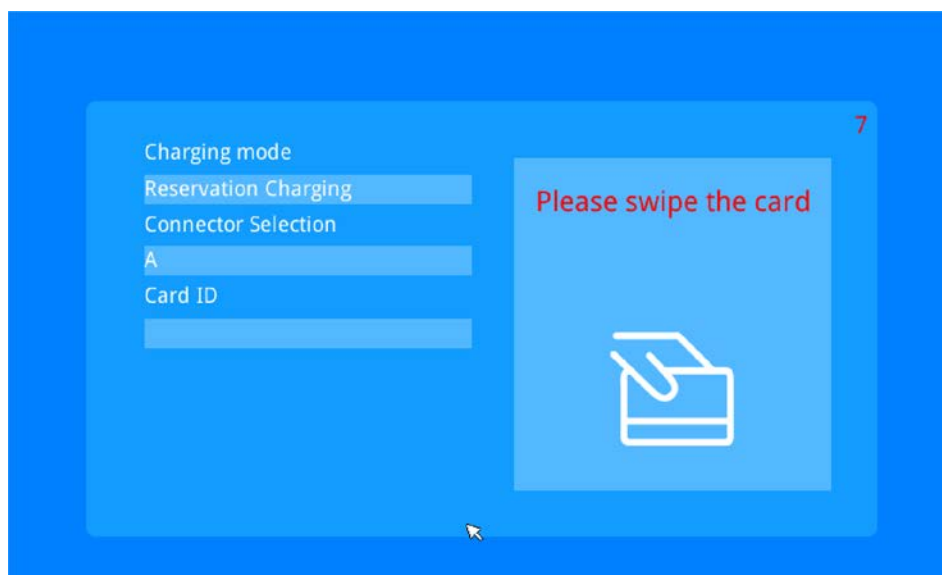 7
Charging mode
Reservation Charging
Connector Selection
A
Card ID
Please swipe the card